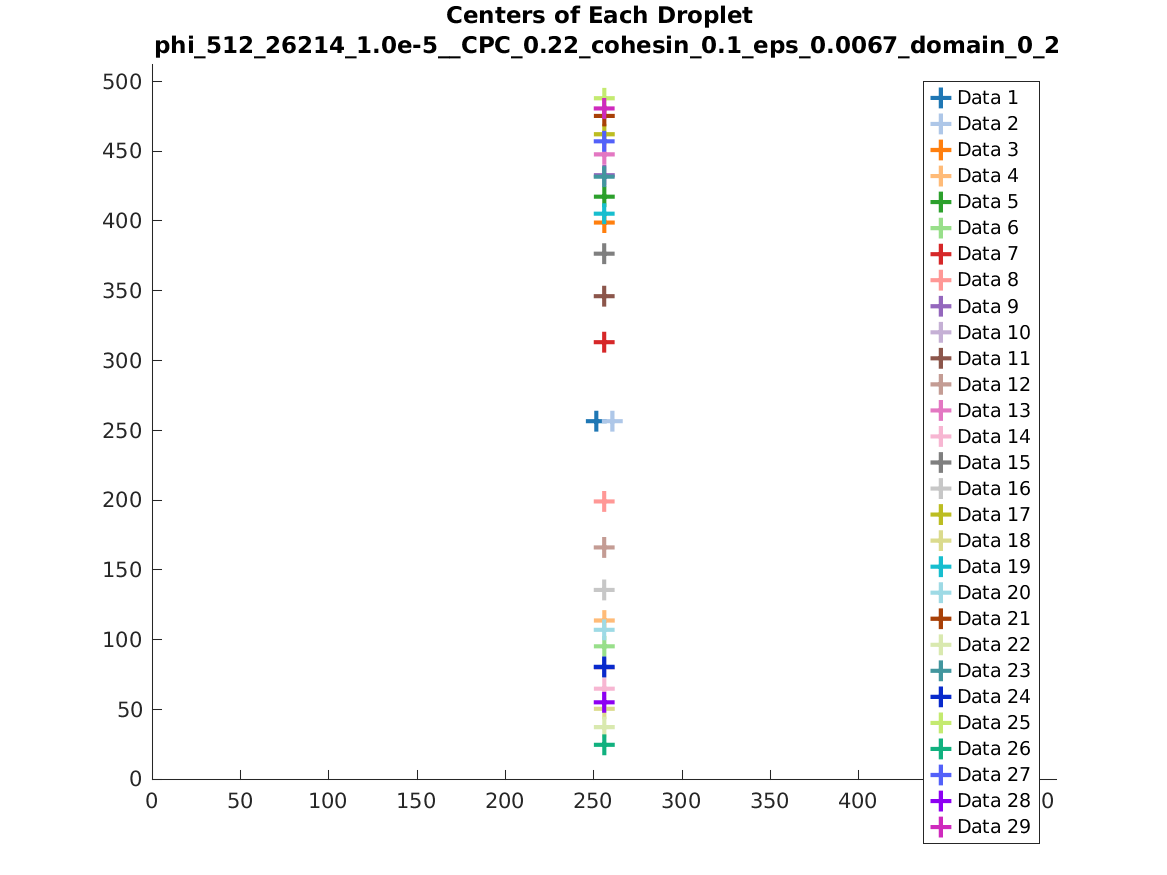 Centers of Each Droplet
phi_512_26214_1.0e-5__CPC_0.22_cohesin_0.1_eps_0.0067_domain_0_2
500
450
400
350
300
250
200
150
100
50
0
0 50 100 150 200 250 300 350 400 0
Data 1
Data 2
Data 3
Data 4
Data 5
Data 6
Data 7
Data 8
Data 9
Data 10
Data 11
Data 12
Data 13
Data 14
Data 15
Data 16
Data 17
Data 18
Data 19
Data 20
Data 21
Data 22
Data 23
Data 24
Data 25
Data 26
Data 27
Data 28
Data 29